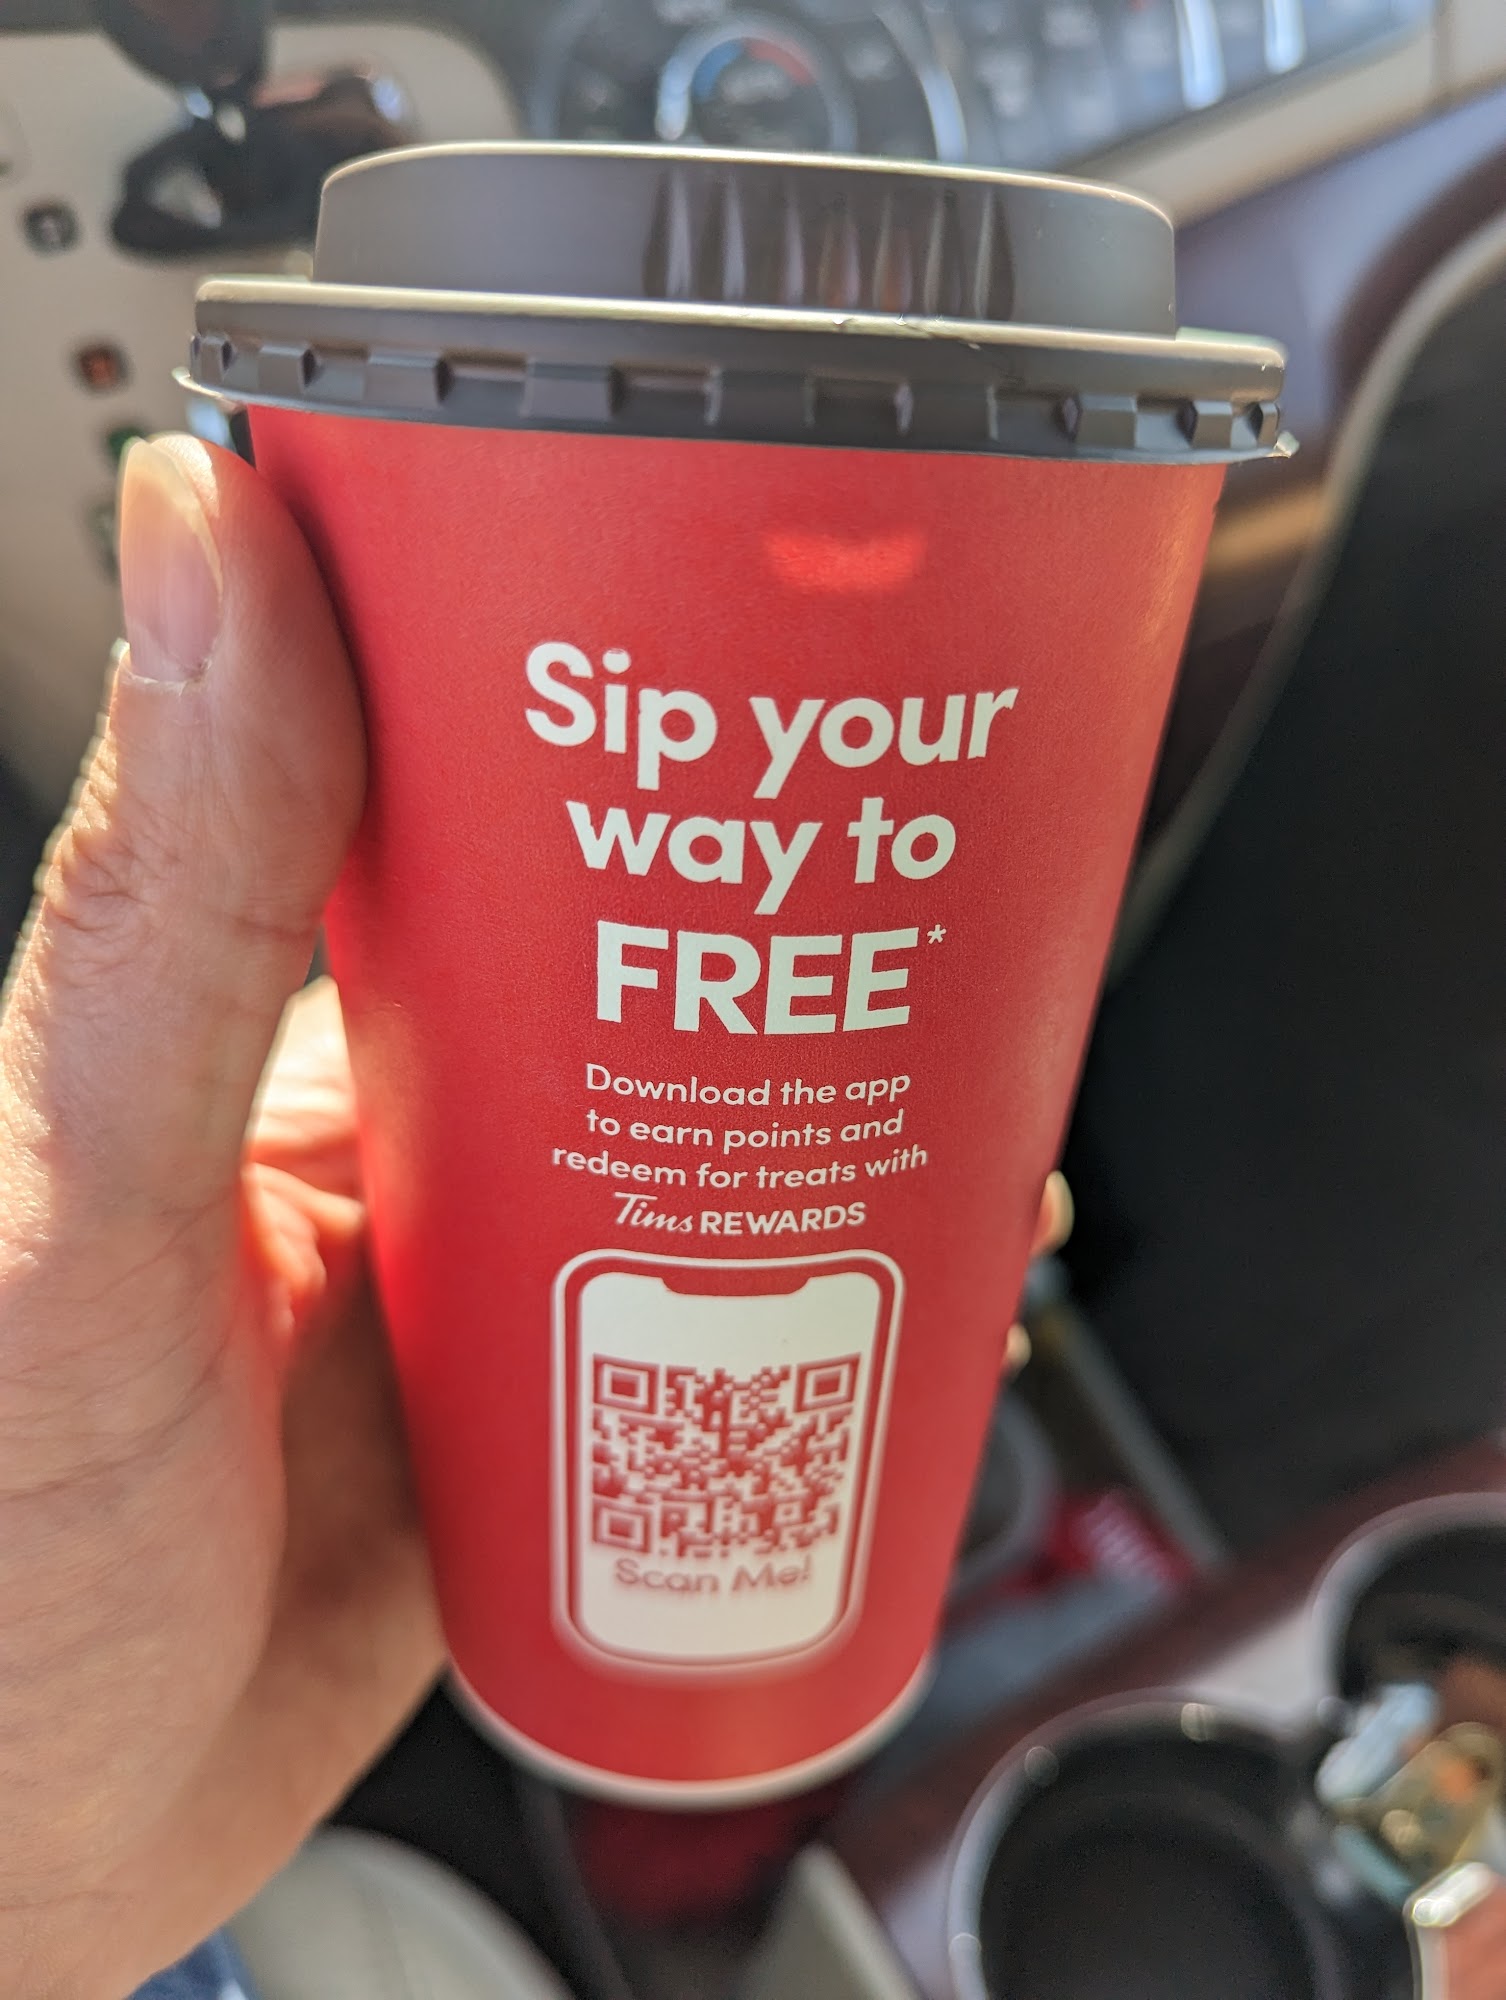 Sip your
way to
FREE*
Download the app
to earn points and
redeem for treats with
Tims REWARDS
Scan Me!